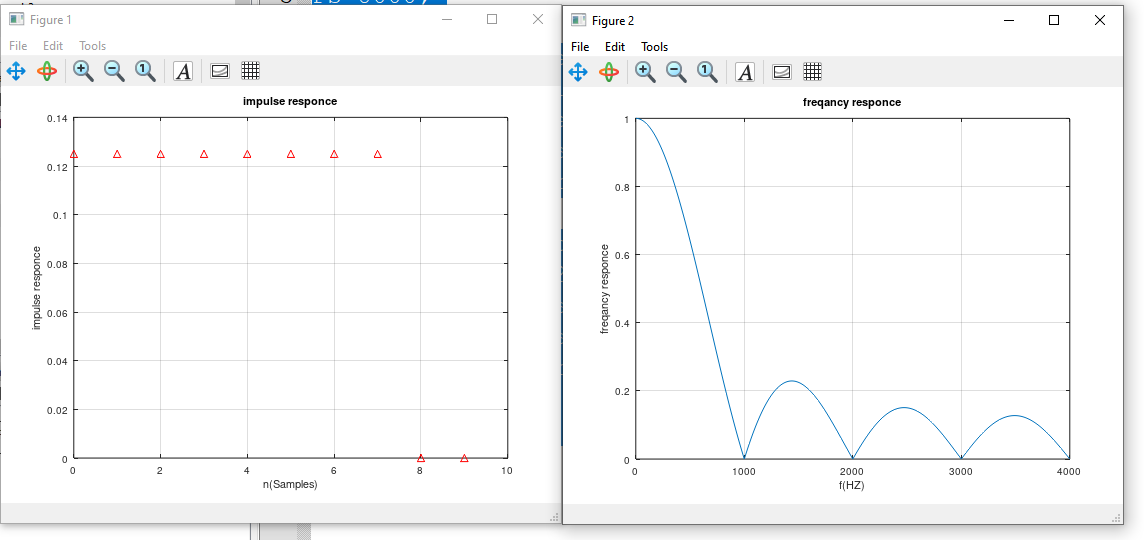 Figure 1
File Edit Tools
impulse responce
0.14
0.12
0.1
0.08
0.06
0.04
0.02
0
0 2 4 6 8 10
impulse responce
n(Samples)
Figure 2
File Edit Tools
freqancy responce
1
0.8
0.6
0.4
0.2
0
0 1000 2000 3000 4000
freqancy responce
f(HZ)